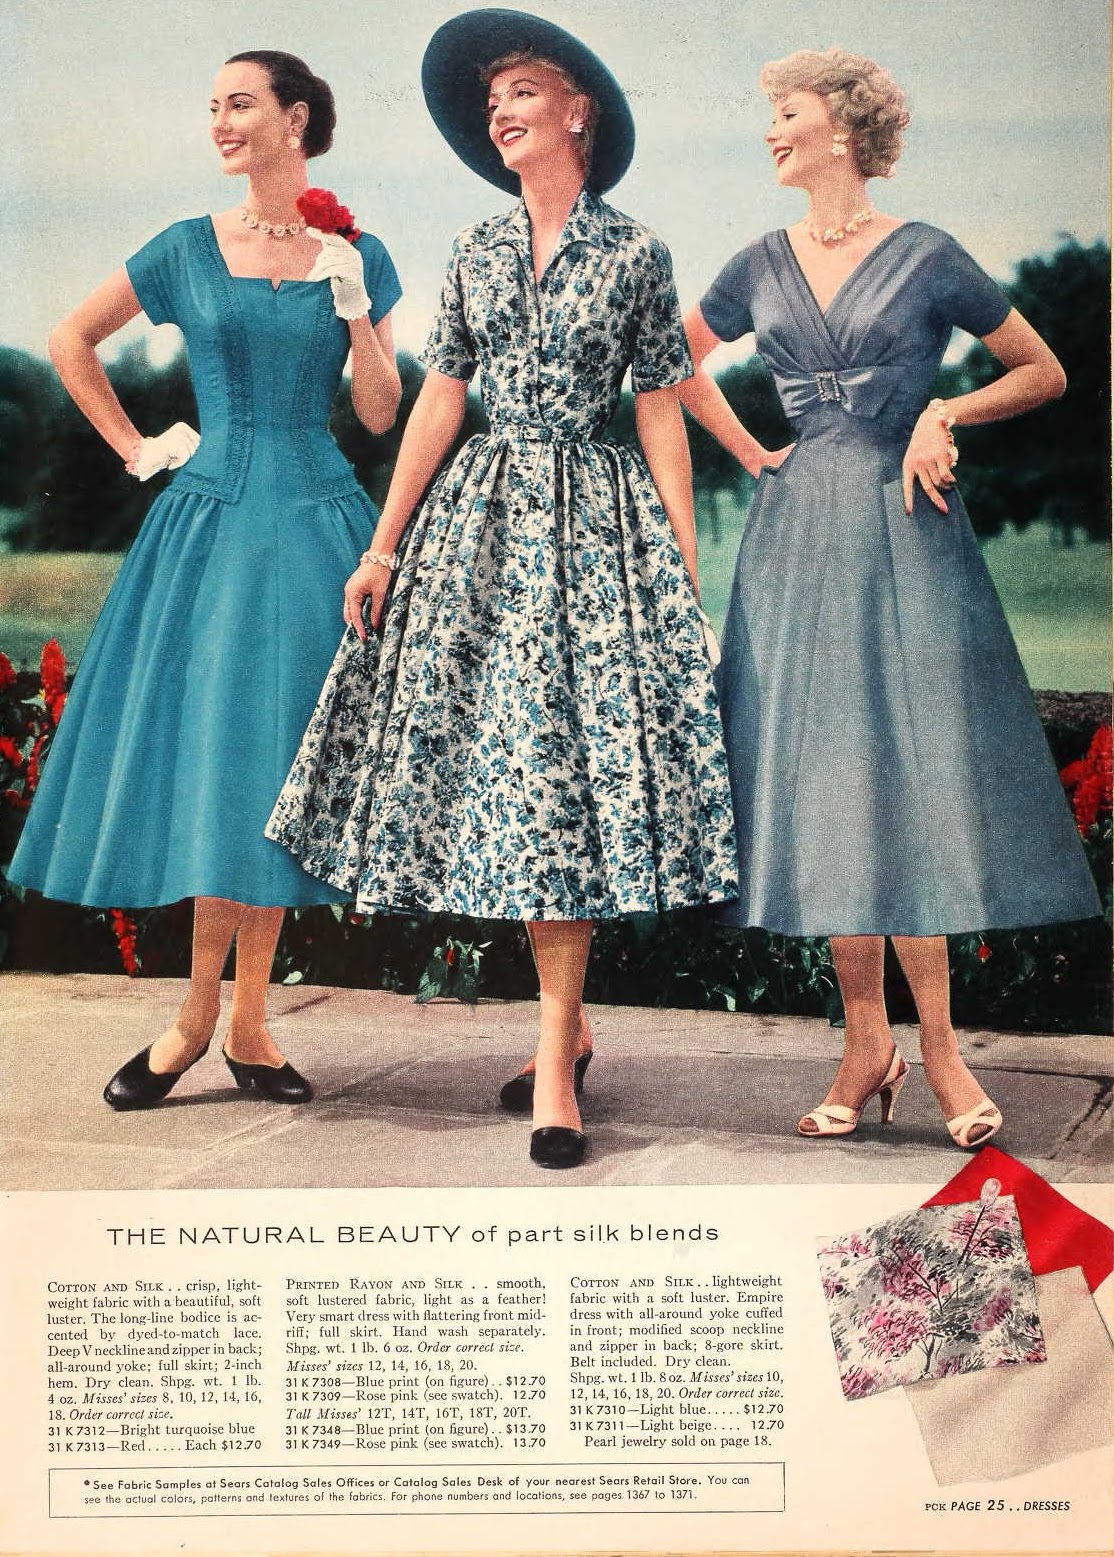 THE NATURAL BEAUTY of part silk blends
COTTON AND SILK . . crisp, light-
weight fabric with a beautiful, soft
luster. The long-line bodice is ac-
cented by dyed-to-match lace.
Deep V neckline and zipper in back;
all-around yoke; full skirt; 2-inch
hem. Dry clean. Shpg. wt. 1 lb.
4 oz. Misses' sizes 8, 10, 12, 14, 16,
18. Order correct size.
31 K 7312—Bright turquoise blue
31 K 7313—Red..... Each $12.70
PRINTED RAYON AND SILK . . smooth,
soft lustered fabric, light as a feather!
Very smart dress with flattering front mid-
riff; full skirt. Hand wash separately.
Shpg. wt. 1 lb. 6 oz. Order correct size.
Misses' sizes 12, 14, 16, 18, 20.
31 K 7308—Blue print (on figure).. $12.70
31 K 7309—Rose pink (see swatch). 12.70
Tall Misses' 12T, 14T, 16T, 18T, 20T.
31 K 7348—Blue print (on figure).. $13.70
31 K 7349—Rose pink (see swatch). 13.70
COTTON AND SILK . . lightweight
fabric with a soft luster. Empire
dress with all-around yoke cuffed
in front; modified scoop neckline
and zipper in back; 8-gore skirt.
Belt included. Dry clean.
Shpg. wt. 1 lb. 8 oz. Misses' sizes 10,
12, 14, 16, 18, 20. Order correct size.
31 K 7310—Light blue..... $12.70
31 K 7311—Light beige.... 12.70
Pearl jewelry sold on page 18.
• See Fabric Samples at Sears Catalog Sales Offices or Catalog Sales Desk of your nearest Sears Retail Store. You can
see the actual colors, patterns and textures of the fabrics. For phone numbers and locations, see pages 1367 to 1371.
PCK PAGE 25 . . DRESSES